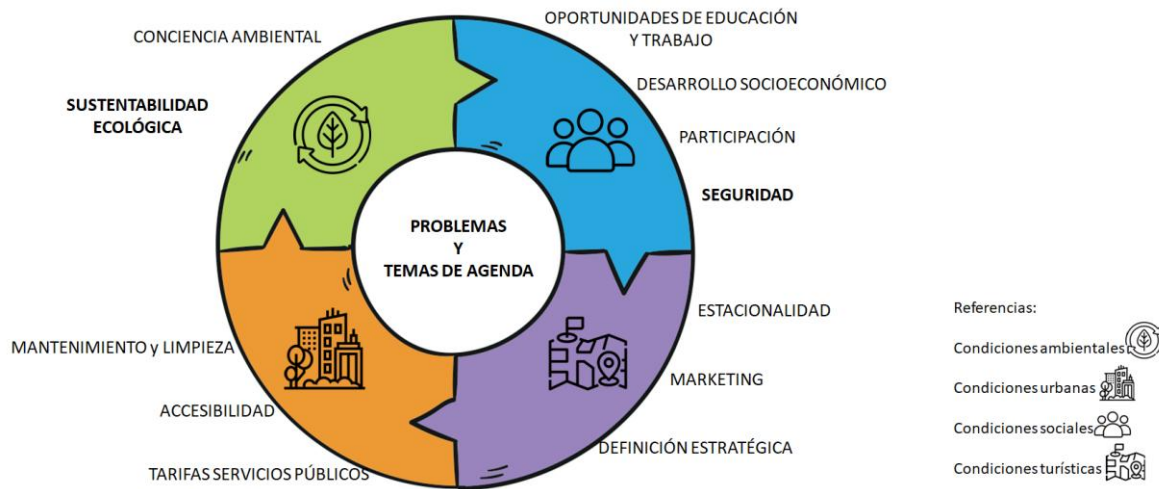 CONCIENCIA AMBIENTAL
SUSTENTABILIDAD
ECOLÓGICA
OPORTUNIDADES DE EDUCACIÓN
Y TRABAJO
DESARROLLO SOCIOECONÓMICO
PARTICIPACIÓN
SEGURIDAD
PROBLEMAS
Y
TEMAS DE AGENDA
MANTENIMIENTO y LIMPIEZA
ACCESIBILIDAD
TARIFAS SERVICIOS PÚBLICOS
ESTACIONALIDAD
MARKETING
DEFINICIÓN ESTRATÉGICA
Referencias:
Condiciones ambientales
Condiciones urbanas
Condiciones sociales
Condiciones turísticas